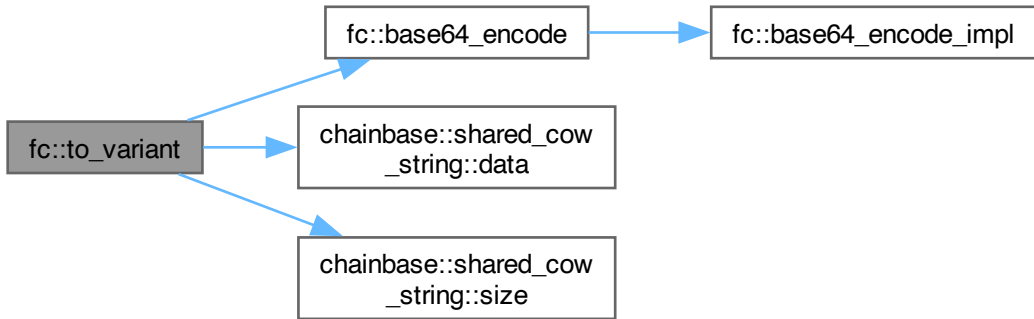 fc::to_variant
fc::base64_encode
fc::base64_encode_impl
chainbase::shared_cow
_string::data
chainbase::shared_cow
_string::size